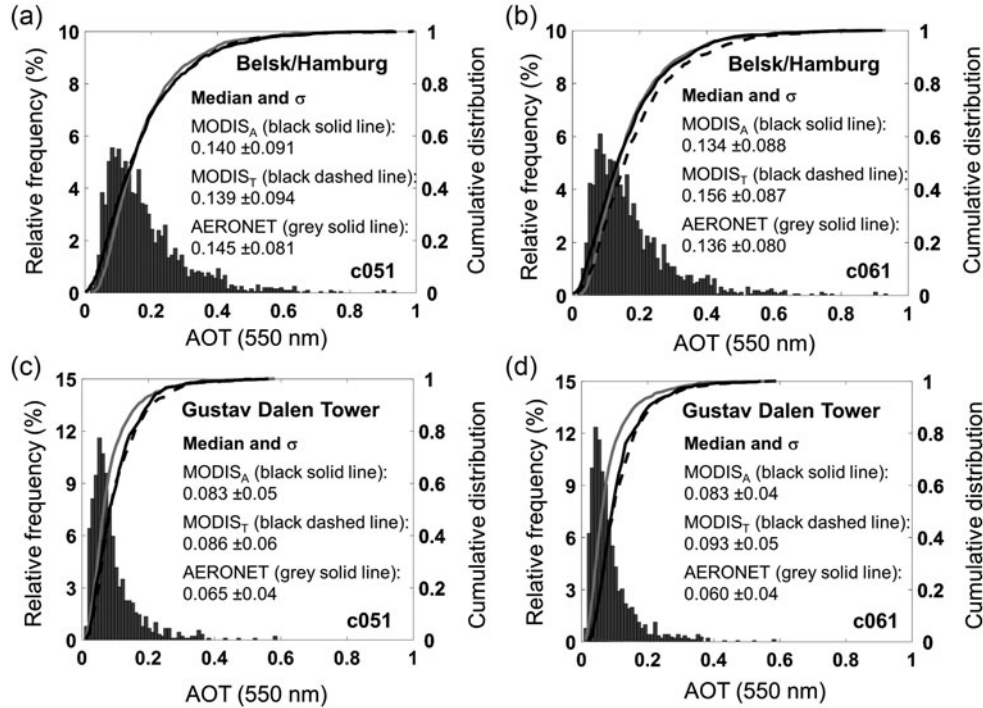 (a)
10
8
6
4
2
0
Relative frequency (%)
Belsk/Hamburg
Median and σ
MODIS_A (black solid line):
0.140 ±0.091
MODIS_T (black dashed line):
0.139 ±0.094
AERONET (grey solid line):
0.145 ±0.081
c051
1
0.8
0.6
0.4
0.2
0
Cumulative distribution
0 0.2 0.4 0.6 0.8 1
AOT (550 nm)
(b)
10
8
6
4
2
0
Relative frequency (%)
Belsk/Hamburg
Median and σ
MODIS_A (black solid line):
0.134 ±0.088
MODIS_T (black dashed line):
0.156 ±0.087
AERONET (grey solid line):
0.136 ±0.080
c061
1
0.8
0.6
0.4
0.2
0
Cumulative distribution
0 0.2 0.4 0.6 0.8 1
AOT (550 nm)
(c)
15
12
9
6
3
0
Relative frequency (%)
Gustav Dalen Tower
Median and σ
MODIS_A (black solid line):
0.083 ±0.05
MODIS_T (black dashed line):
0.086 ±0.06
AERONET (grey solid line):
0.065 ±0.04
c051
1
0.8
0.6
0.4
0.2
0
Cumulative distribution
0 0.2 0.4 0.6 0.8 1
AOT (550 nm)
(d)
15
12
9
6
3
0
Relative frequency (%)
Gustav Dalen Tower
Median and σ
MODIS_A (black solid line):
0.083 ±0.04
MODIS_T (black dashed line):
0.093 ±0.05
AERONET (grey solid line):
0.060 ±0.04
c061
1
0.8
0.6
0.4
0.2
0
Cumulative distribution
0 0.2 0.4 0.6 0.8 1
AOT (550 nm)